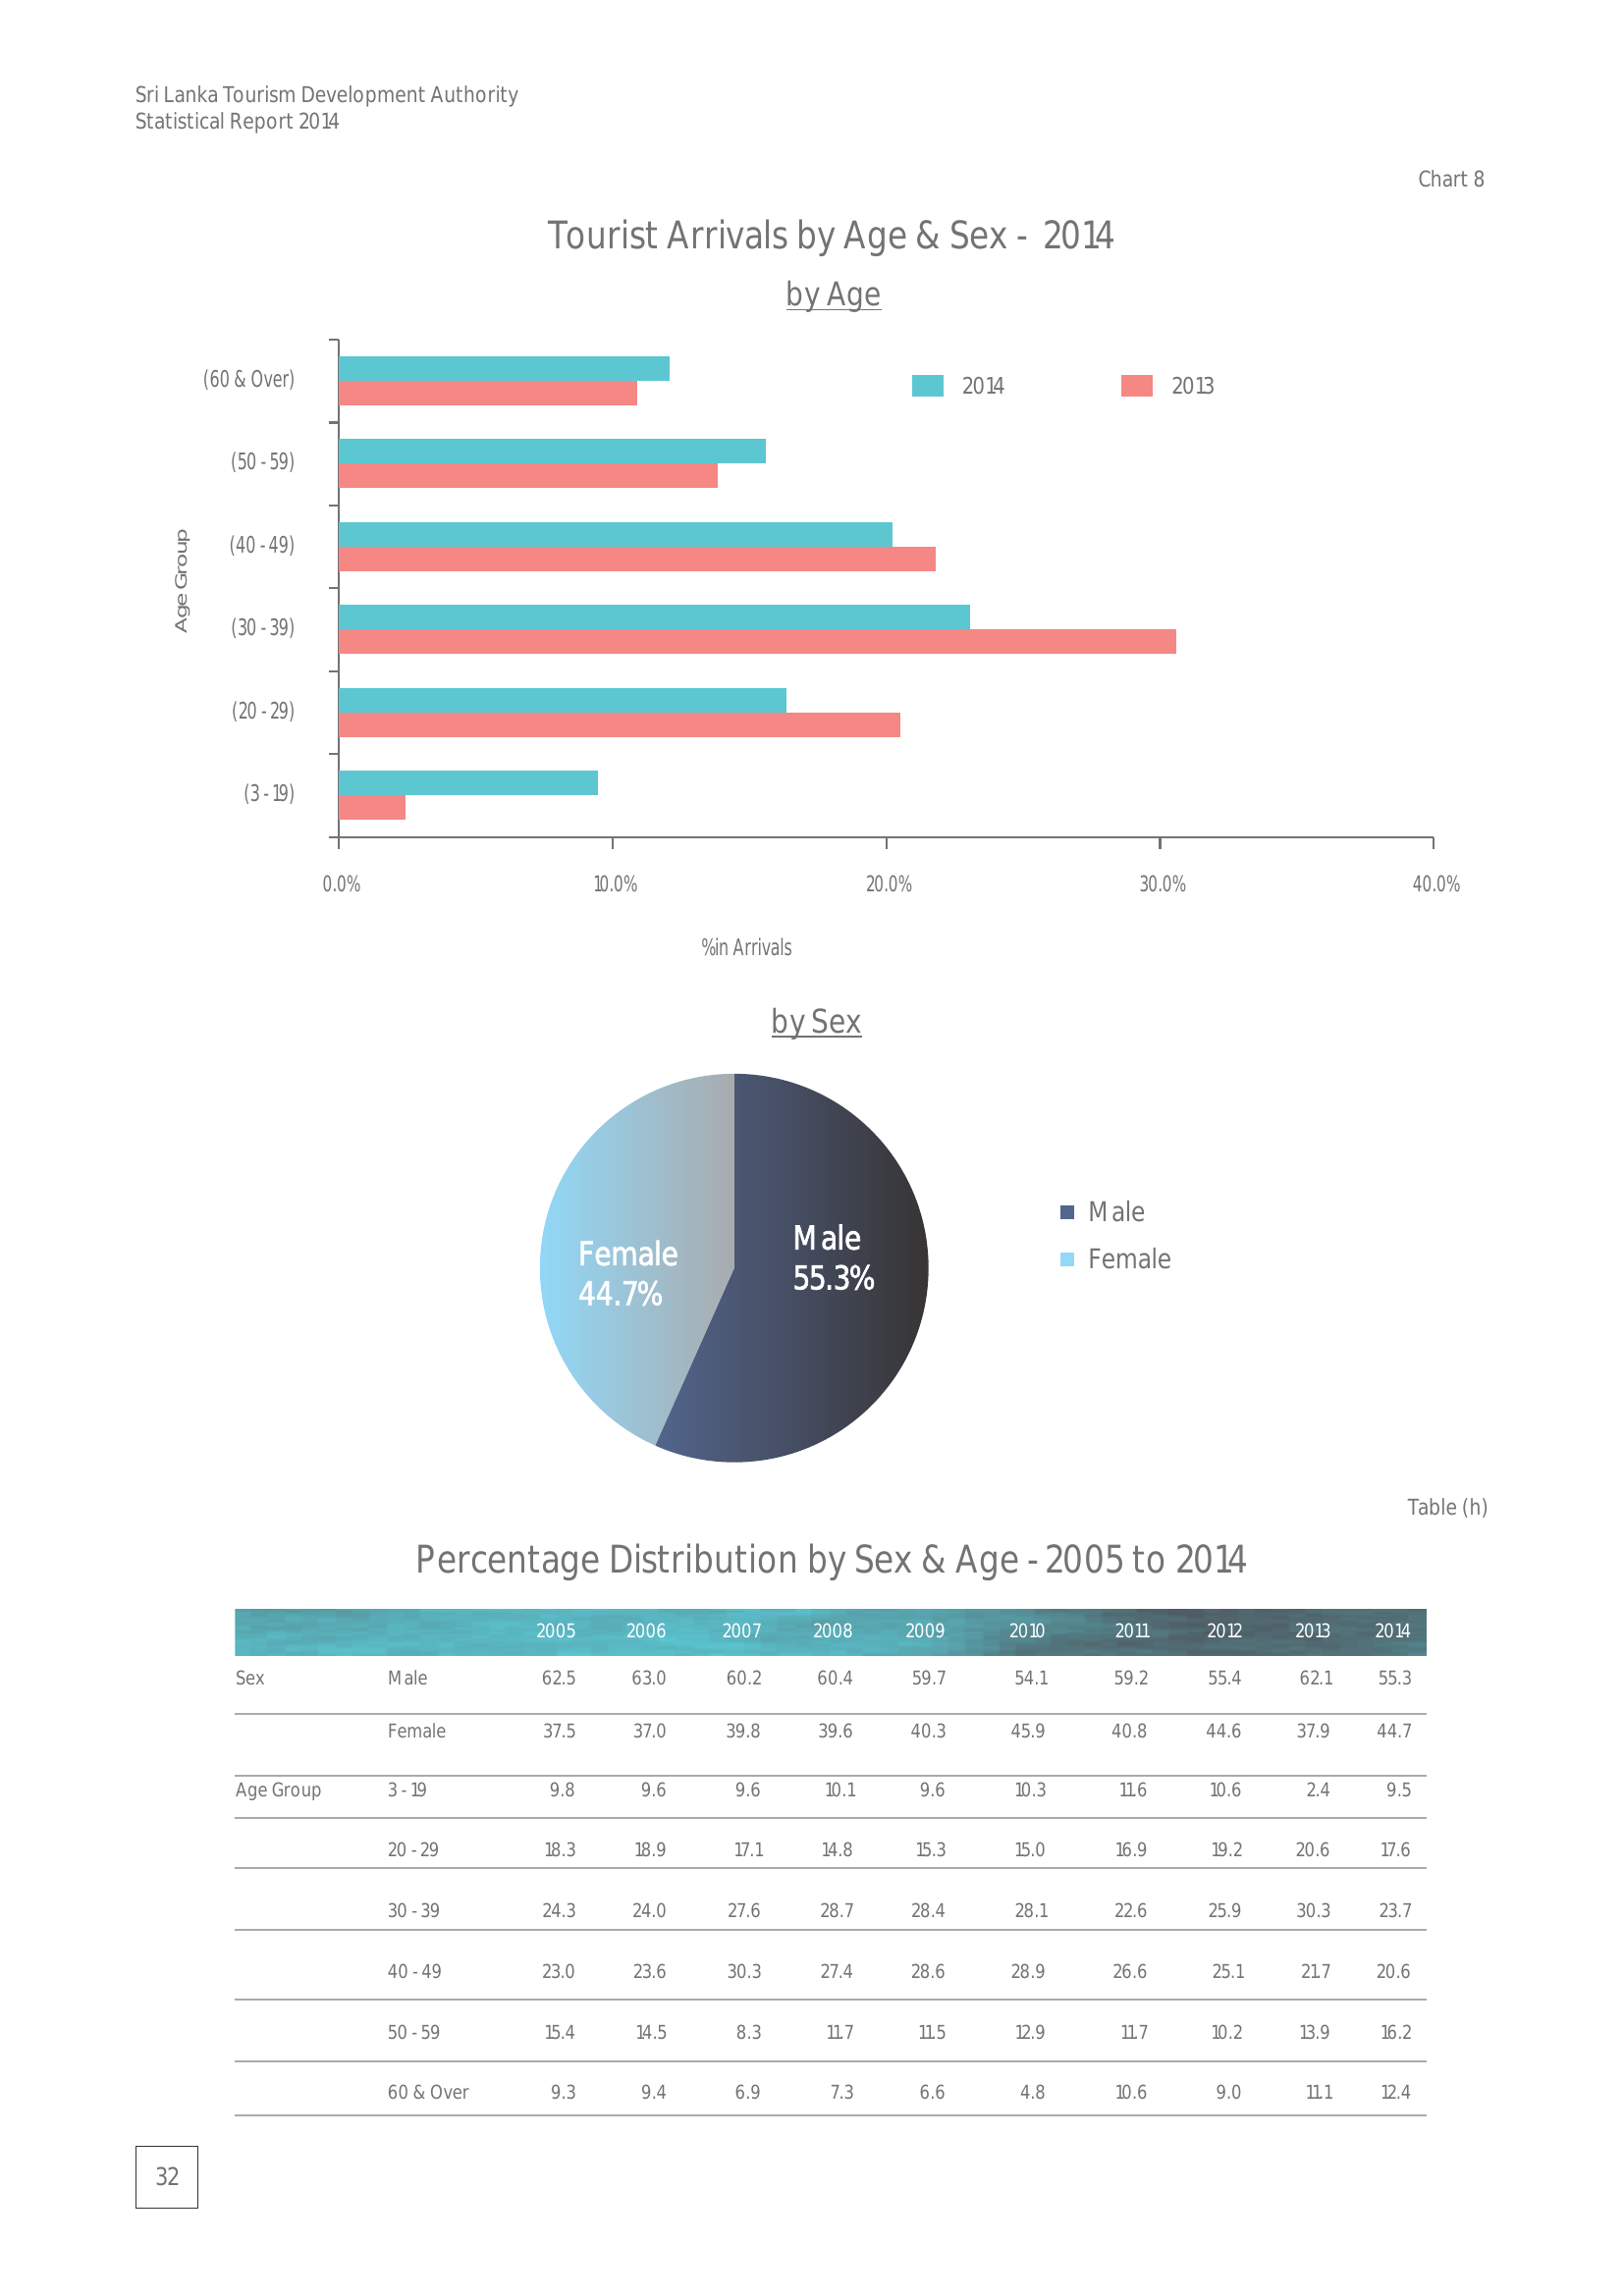 Sri Lanka Tourism Development Authority
Statistical Report 2014
Chart 8
Tourist Arrivals by Age & Sex - 2014
by Age
(60 & Over)
2014 2013
(50 - 59)
(40 - 49)
Age Group
(30 - 39)
(20 - 29)
(3 - 19)
0.0% 10.0% 20.0% 30.0% 40.0%
%in Arrivals
by Sex
Male
55.3%
Female
44.7%
Male
Female
Table (h)
Percentage Distribution by Sex & Age - 2005 to 2014
2005 2006 2007 2008 2009 2010 2011 2012 2013 2014
Sex Male 62.5 63.0 60.2 60.4 59.7 54.1 59.2 55.4 62.1 55.3
Female 37.5 37.0 39.8 39.6 40.3 45.9 40.8 44.6 37.9 44.7
Age Group 3 - 19 9.8 9.6 9.6 10.1 9.6 10.3 11.6 10.6 2.4 9.5
20 - 29 18.3 18.9 17.1 14.8 15.3 15.0 16.9 19.2 20.6 17.6
30 - 39 24.3 24.0 27.6 28.7 28.4 28.1 22.6 25.9 30.3 23.7
40 - 49 23.0 23.6 30.3 27.4 28.6 28.9 26.6 25.1 21.7 20.6
50 - 59 15.4 14.5 8.3 11.7 11.5 12.9 11.7 10.2 13.9 16.2
60 & Over 9.3 9.4 6.9 7.3 6.6 4.8 10.6 9.0 11.1 12.4
32